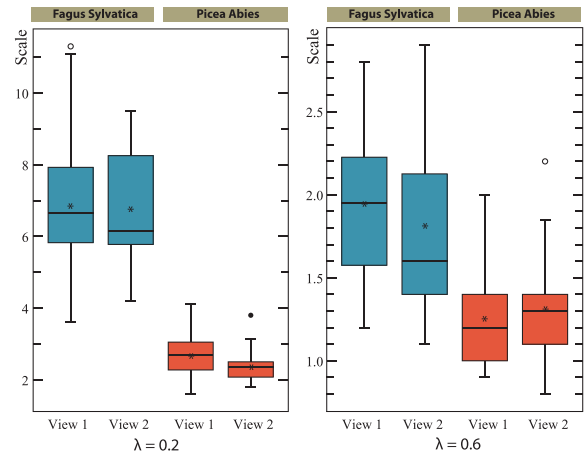 Fagus Sylvatica Picea Abies Fagus Sylvatica Picea Abies
Scale
10
8
6
4
2
View 1 View 2 View 1 View 2
λ = 0.2
Scale
2.5
2.0
1.5
1.0
View 1 View 2 View 1 View 2
λ = 0.6